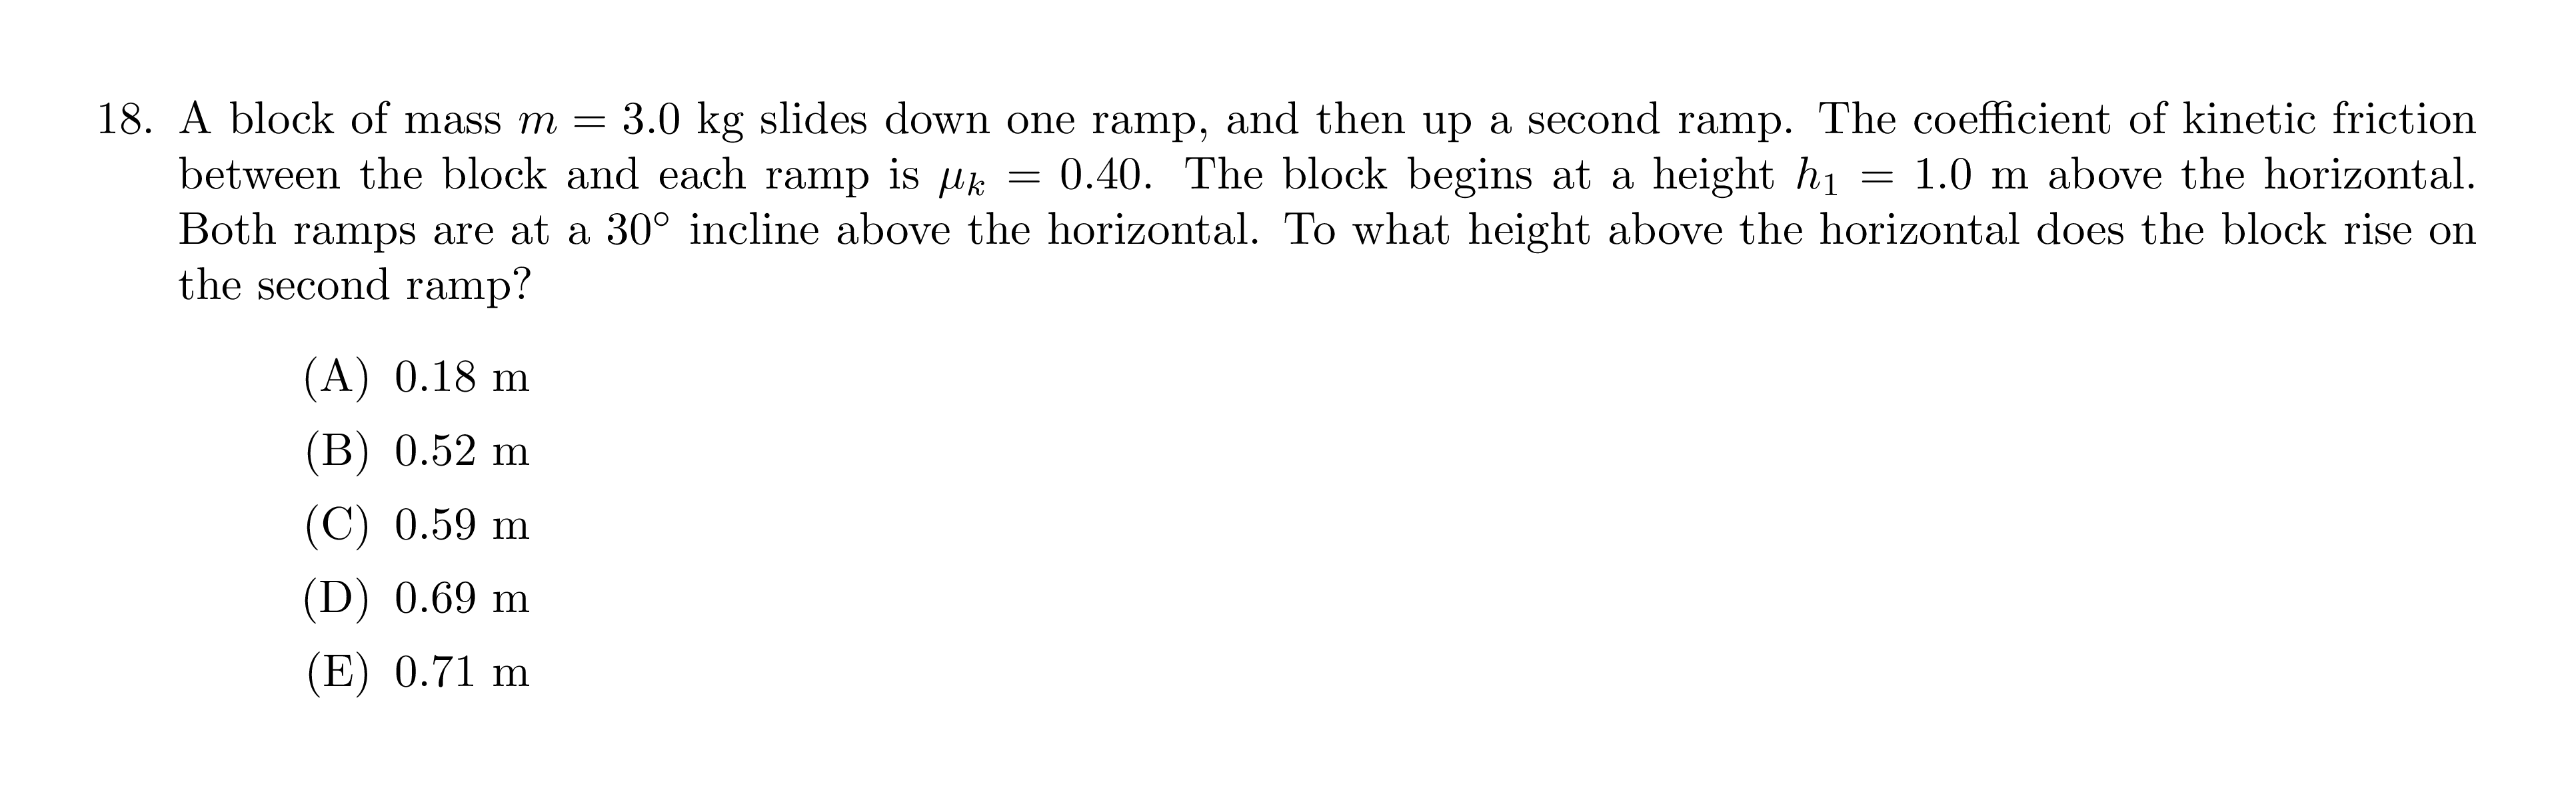 18. A block of mass m = 3.0 kg slides down one ramp, and then up a second ramp. The coefficient of kinetic friction
between the block and each ramp is μₖ = 0.40. The block begins at a height h₁ = 1.0 m above the horizontal.
Both ramps are at a 30° incline above the horizontal. To what height above the horizontal does the block rise on
the second ramp?
(A) 0.18 m
(B) 0.52 m
(C) 0.59 m
(D) 0.69 m
(E) 0.71 m